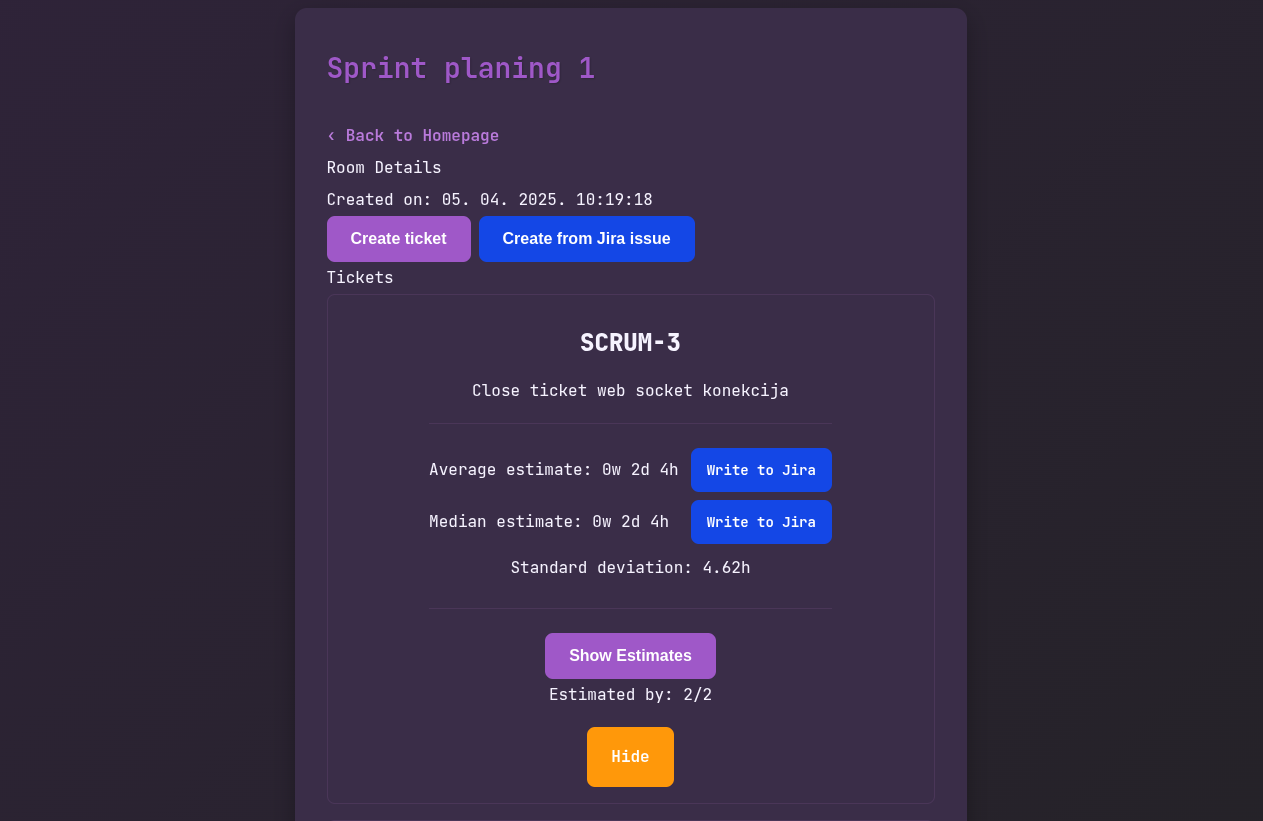 Sprint planing 1
‹ Back to Homepage
Room Details
Created on: 05. 04. 2025. 10:19:18
Create ticket Create from Jira issue
Tickets
SCRUM-3
Close ticket web socket konekcija
Average estimate: 0w 2d 4h Write to Jira
Median estimate: 0w 2d 4h Write to Jira
Standard deviation: 4.62h
Show Estimates
Estimated by: 2/2
Hide